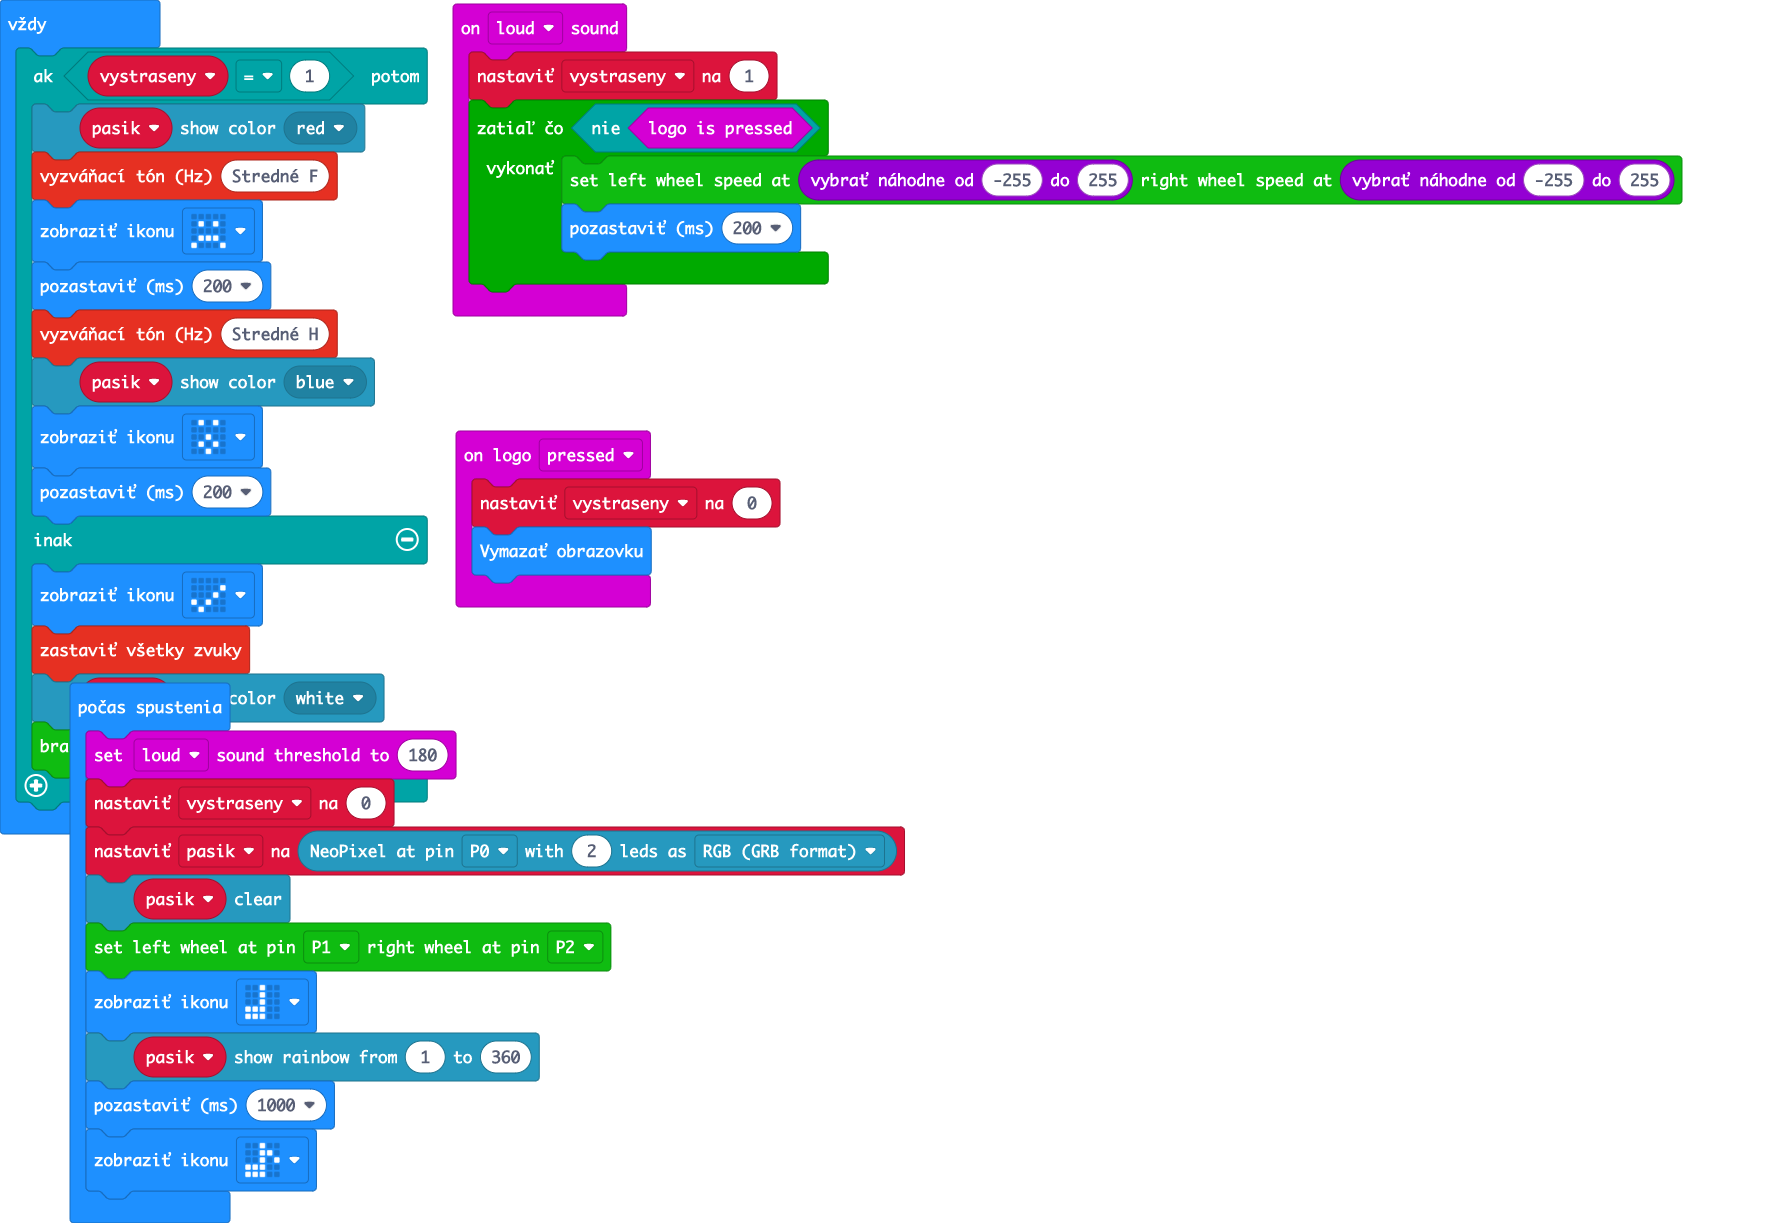 vždy
ak vystraseny = 1 potom
pasik show color red
vyzváňací tón (Hz) Stredné F
zobraziť ikonu
pozastaviť (ms) 200
vyzváňací tón (Hz) Stredné H
pasik show color blue
zobraziť ikonu
pozastaviť (ms) 200
inak
zobraziť ikonu
zastaviť všetky zvuky
color white
bra
on loud sound
nastaviť vystraseny na 1
zatiaľ čo nie logo is pressed
vykonať set left wheel speed at vybrať náhodne od -255 do 255 right wheel speed at vybrať náhodne od -255 do 255
pozastaviť (ms) 200
on logo pressed
nastaviť vystraseny na 0
Vymazať obrazovku
počas spustenia
set loud sound threshold to 180
nastaviť vystraseny na 0
nastaviť pasik na NeoPixel at pin P0 with 2 leds as RGB (GRB format)
pasik clear
set left wheel at pin P1 right wheel at pin P2
zobraziť ikonu
pasik show rainbow from 1 to 360
pozastaviť (ms) 1000
zobraziť ikonu